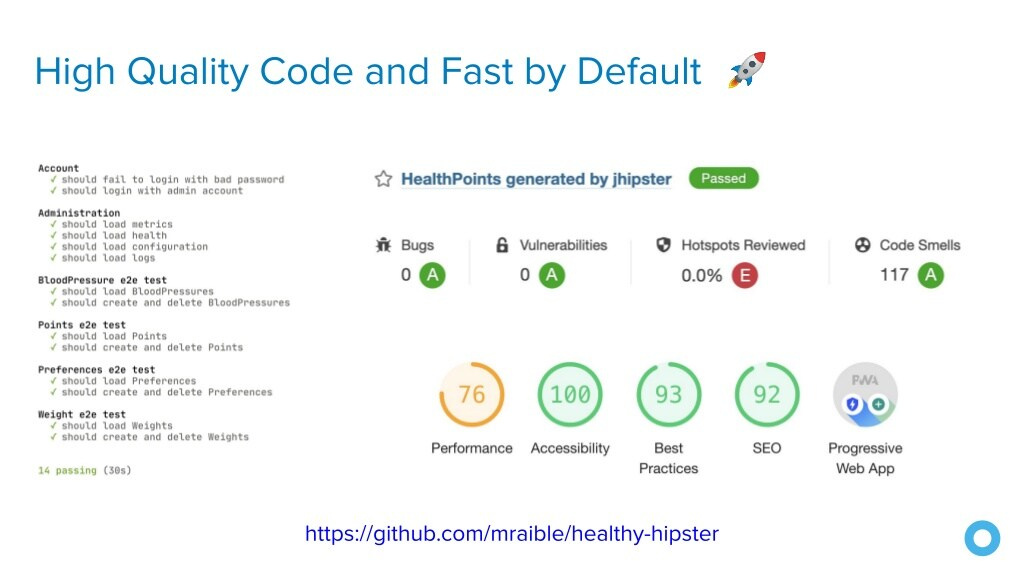 High Quality Code and Fast by Default 🚀
Account
✓ should fail to login with bad password
✓ should login with admin account
Administration
✓ should load metrics
✓ should load health
✓ should load configuration
✓ should load logs
BloodPressure e2e test
✓ should load BloodPressures
✓ should create and delete BloodPressures
Points e2e test
✓ should load Points
✓ should create and delete Points
Preferences e2e test
✓ should load Preferences
✓ should create and delete Preferences
Weight e2e test
✓ should load Weights
✓ should create and delete Weights
14 passing (30s)
HealthPoints generated by jhipster Passed
Bugs Vulnerabilities Hotspots Reviewed Code Smells
0 A 0 A 0.0% E 117 A
76 100 93 92 PWA
Performance Accessibility Best SEO Progressive
Practices Web App
https://github.com/mraible/healthy-hipster